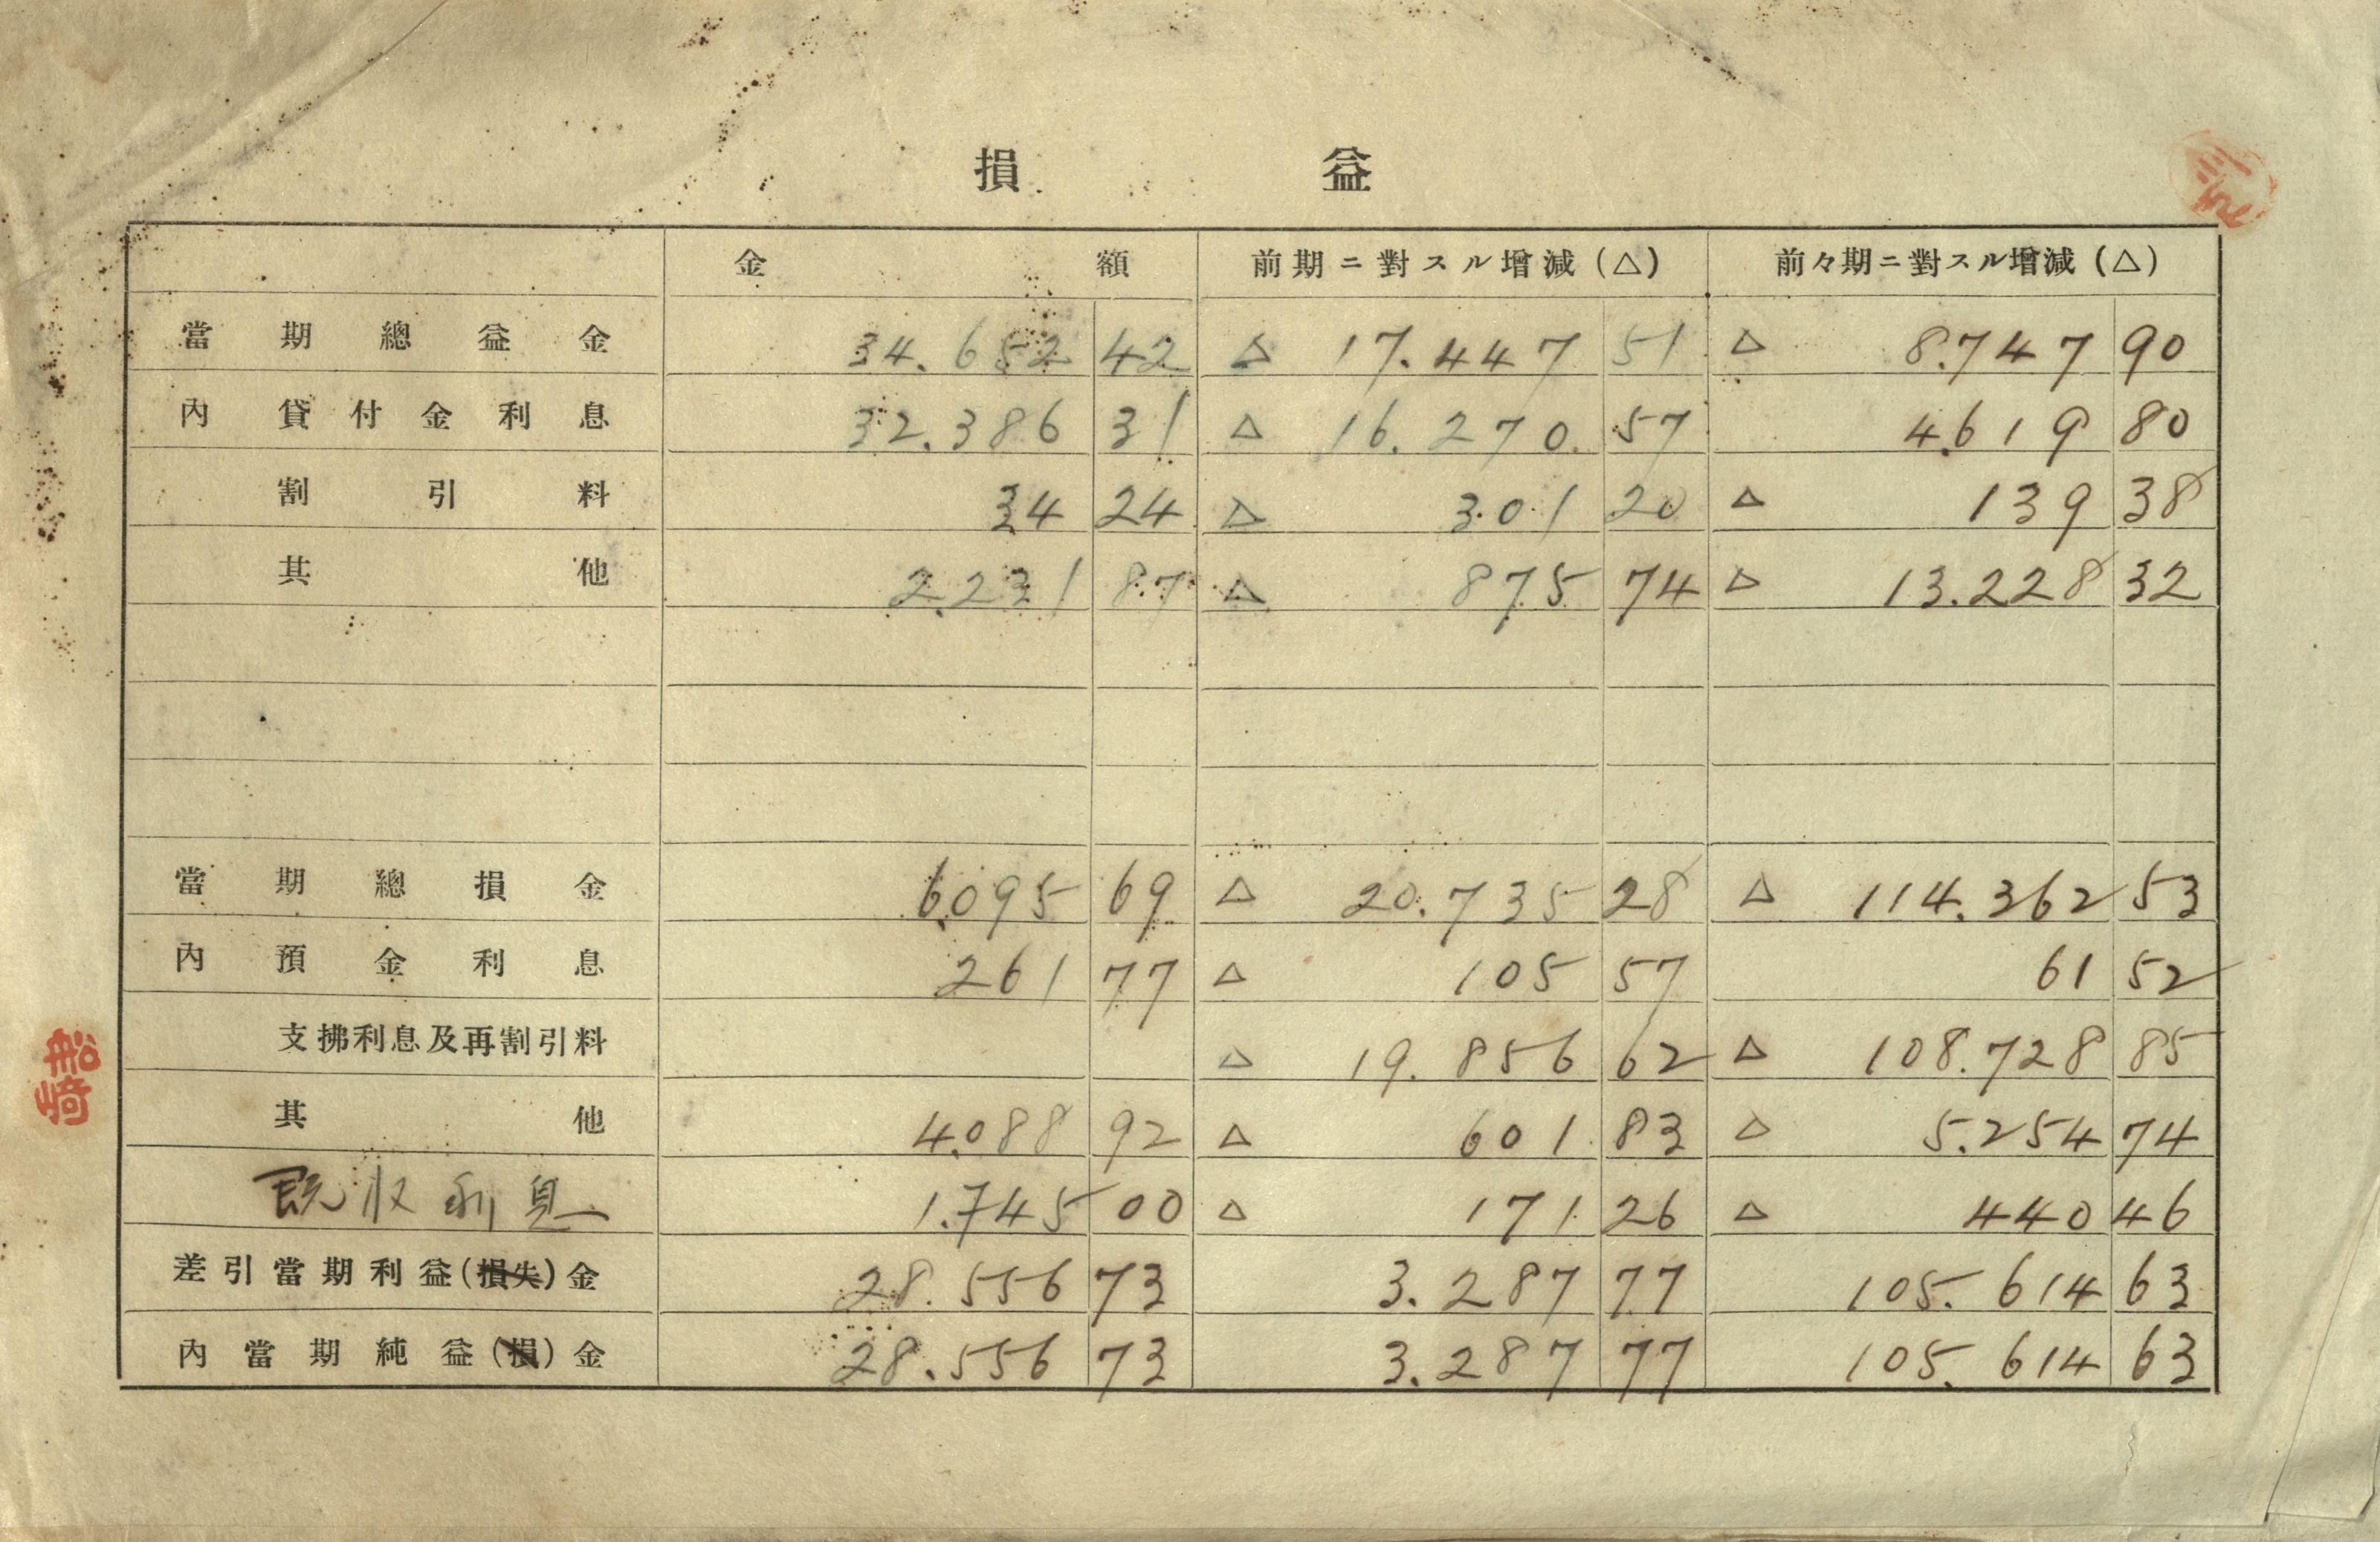 損益
金額 前期ニ對スル增減(△) 前々期ニ對スル增減(△)
當期總益金 34.652 42 △ 17.447 51 △ 8.747 90
內 貸付金利息 32.386 31 △ 16.270. 57 4.619 80
割引料 34 24 △ 301 20 △ 139 38
其他 2.231 87 △ 875 74 △ 13.228 32
當期總損金 6.095 69 △ 20.735 28 △ 114.362 53
內 預金利息 261 77 △ 105 57 61 52
支拂利息及再割引料 △ 19.856 62 △ 108.728 85
其他 4.088 92 △ 601 83 △ 5.254 74
既收利息 1.745 00 △ 171 26 △ 440 46
差引當期利益(損失)金 28.556 73 3.287 77 105.614 63
內當期純益(損)金 28.556 73 3.287 77 105.614 63
船崎